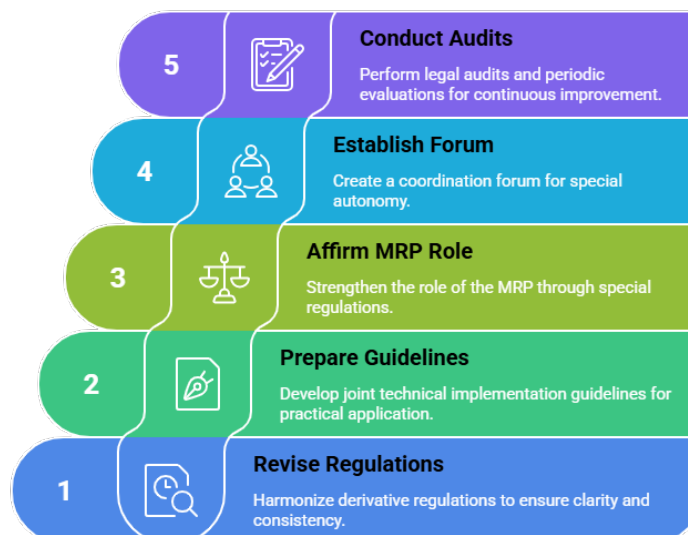 5
Conduct Audits
Perform legal audits and periodic
evaluations for continuous improvement.
4
Establish Forum
Create a coordination forum for special
autonomy.
3
Affirm MRP Role
Strengthen the role of the MRP through special
regulations.
2
Prepare Guidelines
Develop joint technical implementation guidelines for
practical application.
1
Revise Regulations
Harmonize derivative regulations to ensure clarity and
consistency.